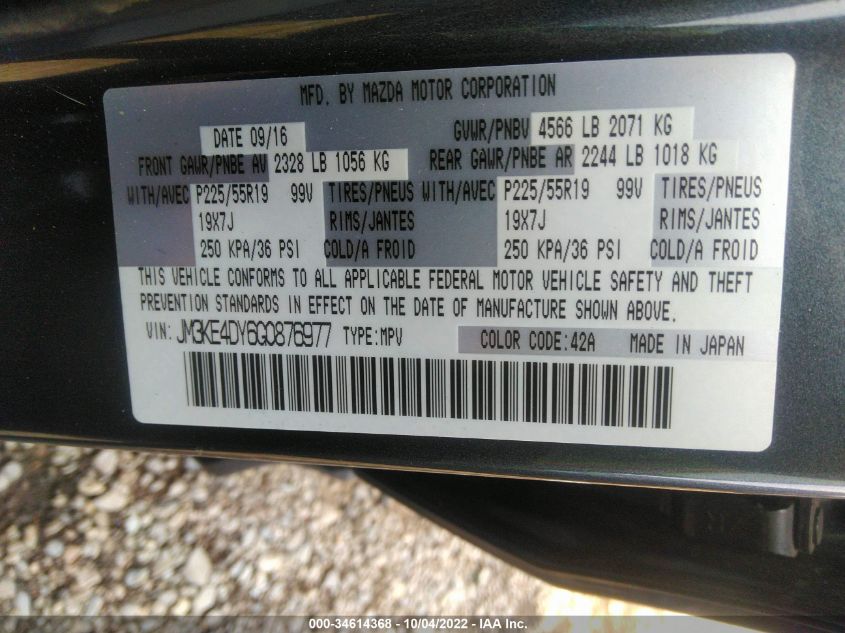 MFD. BY MAZDA MOTOR CORPORATION
DATE 09/16 GVWR/PNBV 4566 LB 2071 KG
FRONT GAWR/PNBE AV 2328 LB 1056 KG REAR GAWR/PNBE AR 2244 LB 1018 KG
WITH/AVEC P225/55R19 99V TIRES/PNEUS WITH/AVEC P225/55R19 99V TIRES/PNEUS
19X7J RIMS/JANTES 19X7J RIMS/JANTES
250 KPA/36 PSI COLD/A FROID 250 KPA/36 PSI COLD/A FROID
THIS VEHICLE CONFORMS TO ALL APPLICABLE FEDERAL MOTOR VEHICLE SAFETY AND THEFT
PREVENTION STANDARDS IN EFFECT ON THE DATE OF MANUFACTURE SHOWN ABOVE.
VIN: JM3KE4DY6G0876977 TYPE:MPV COLOR CODE:42A MADE IN JAPAN
000-34614368 - 10/04/2022 - IAA Inc.